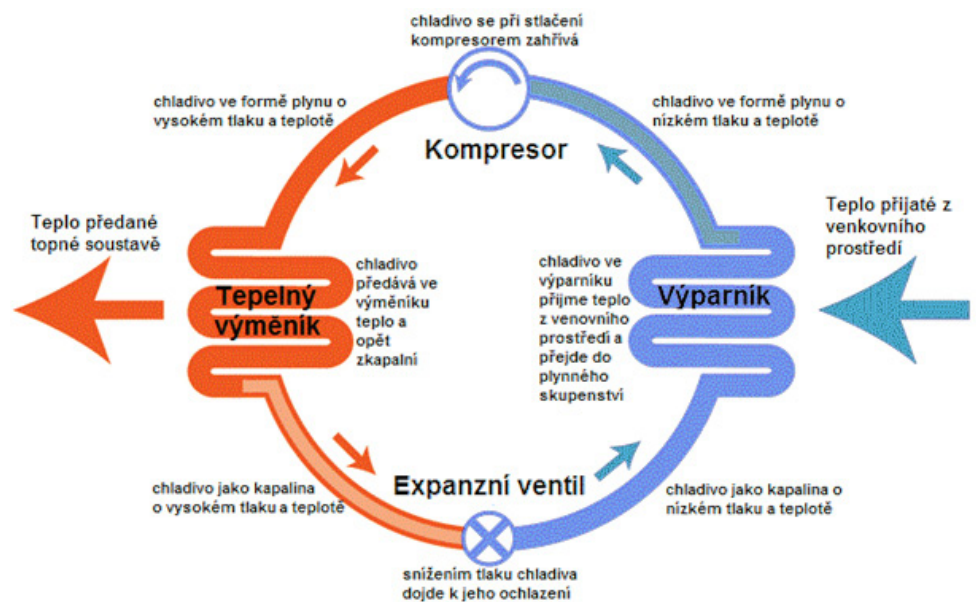 chladivo se při stlačení
kompresorem zahřívá
chladivo ve formě plynu o
vysokém tlaku a teplotě
chladivo ve formě plynu o
nízkém tlaku a teplotě
Kompresor
Teplo předané
topné soustavě
Teplo přijaté z
venkovního
prostředí
Tepelný
výměník
chladivo
předává ve
výměníku
teplo a
opět
zkapalní
chladivo ve
výparníku
přijme teplo
z venovního
prostředí a
přejde do
plynného
skupenství
Výparník
chladivo jako kapalina
o vysokém tlaku a teplotě
Expanzní ventil
chladivo jako kapalina o
nízkém tlaku a teplotě
snížením tlaku chladiva
dojde k jeho ochlazení